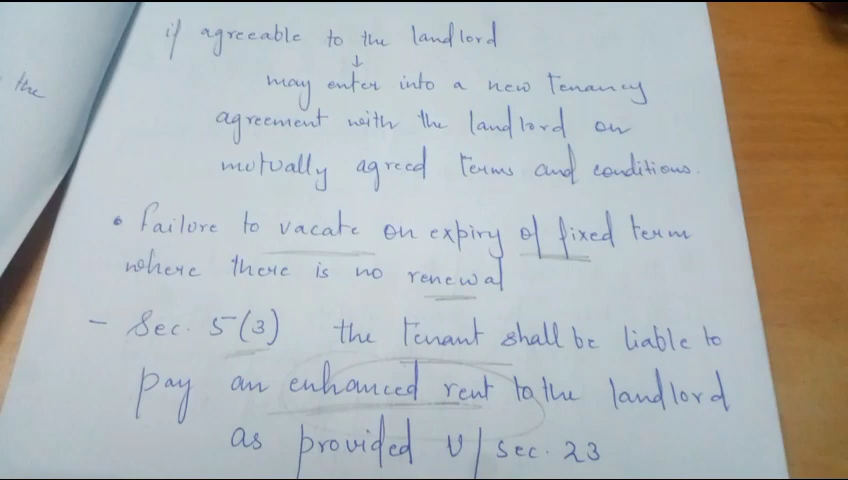 if agreeable to the landlord
↓
may enter into a new tenancy
the
agreement with the landlord on
mutually agreed terms and conditions.
• Failure to vacate on expiry of fixed term
where there is no renewal
- Sec. 5(3) the tenant shall be liable to
pay an enhanced rent to the landlord
as provided U/sec. 23